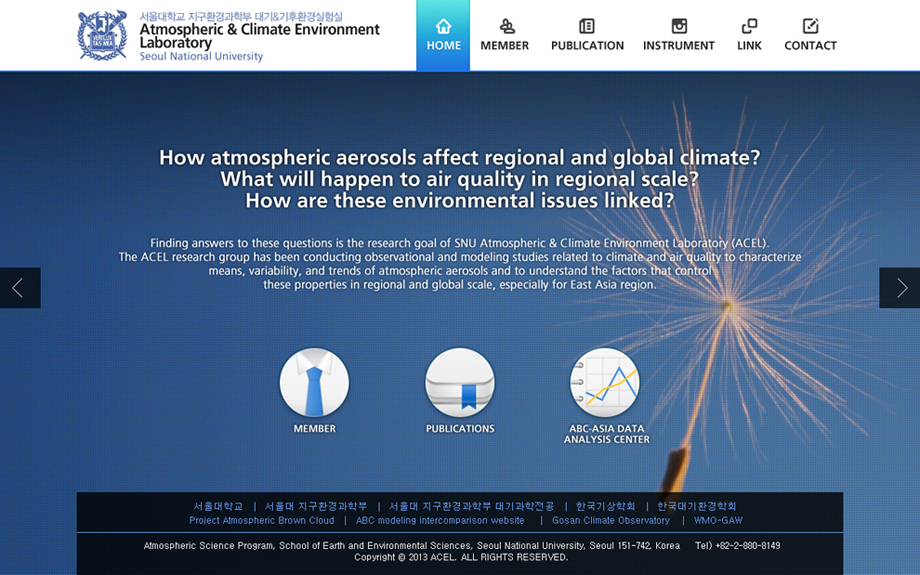 서울대학교 지구환경과학부 대기&기후환경실험실
Atmospheric & Climate Environment
Laboratory
Seoul National University
VERI LUX TAS MEA
HOME
MEMBER
PUBLICATION
INSTRUMENT
LINK
CONTACT
How atmospheric aerosols affect regional and global climate?
What will happen to air quality in regional scale?
How are these environmental issues linked?
Finding answers to these questions is the research goal of SNU Atmospheric & Climate Environment Laboratory (ACEL).
The ACEL research group has been conducting observational and modeling studies related to climate and air quality to characterize
means, variability, and trends of atmospheric aerosols and to understand the factors that control
these properties in regional and global scale, especially for East Asia region.
MEMBER
PUBLICATIONS
ABC-ASIA DATA
ANALYSIS CENTER
서울대학교 | 서울대 지구환경과학부 | 서울대 지구환경과학부 대기과학전공 | 한국기상학회 | 한국대기환경학회
Project Atmospheric Brown Cloud | ABC modeling intercomparison website | Gosan Climate Observatory | WMO-GAW
Atmospheric Science Program, School of Earth and Environmental Sciences, Seoul National University, Seoul 151-742, Korea Tel) +82-2-880-8149
Copyright © 2013 ACEL. ALL RIGHTS RESERVED.